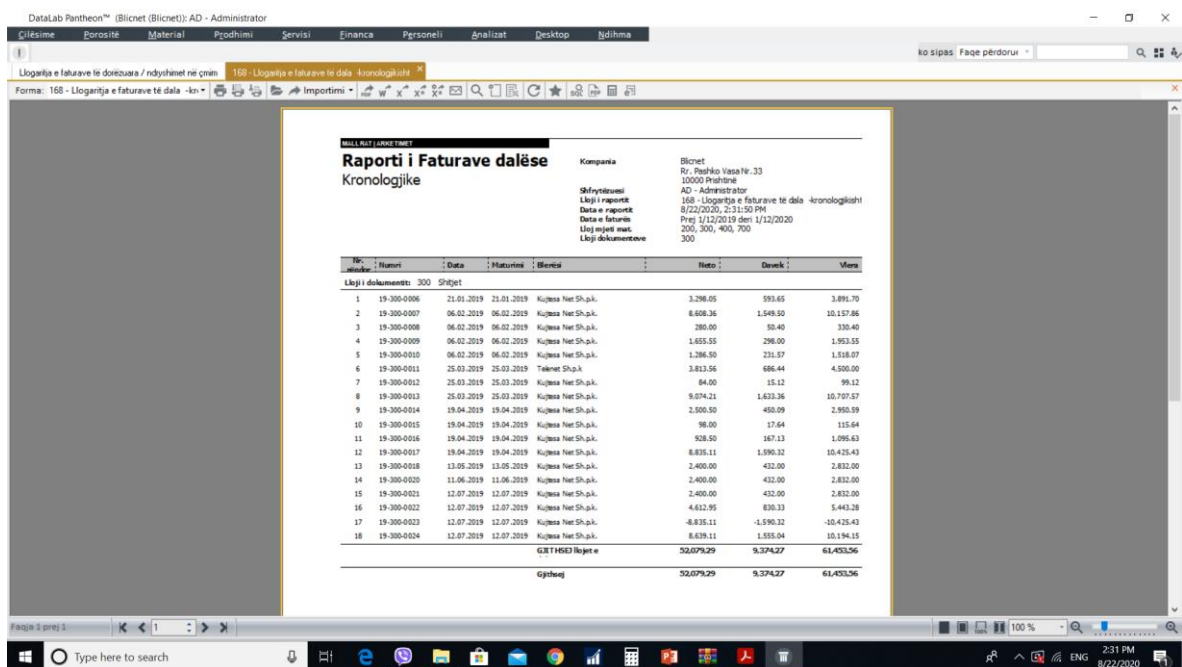 DataLab Pantheon™ (Blicnet (Blicnet)): AD - Administrator
Cilësime Porositë Material Prodhimi Servisi Financa Personeli Analizat Desktop Ndihma
ko sipas Faqe përdorue
Llogaritja e faturave të dorëzuara / ndryshimet në çmim 168 - Llogaritja e faturave të dala -kronologjikisht
Forma: 168 - Llogaritja e faturave të dala -kn Importimi
MALL RAT | ARKETIMET
Raporti i Faturave dalëse
Kronologjike
Kompania Blicnet
Rr. Pashko Vasa Nr. 33
10000 Prishtinë
Shfrytëzuesi AD - Administrator
Lloji i raportit 168 - Llogaritja e faturave të dala -kronologjikisht
Data e raportit 8/22/2020, 2:31:50 PM
Data e faturës Prej 1/12/2019 deri 1/12/2020
Lloj mjeti mat. 200, 300, 400, 700
Lloji dokumenteve 300
Nr. rëndor Numri Data Maturimi Blerësi Neto Davek Vlera
Lloji i dokumentit: 300 Shitjet
1 19-300-0006 21.01.2019 21.01.2019 Kujtesa Net Sh.p.k. 3.298.05 593.65 3,891.70
2 19-300-0007 06.02.2019 06.02.2019 Kujtesa Net Sh.p.k. 8,608.36 1,549.50 10,157.86
3 19-300-0008 06.02.2019 06.02.2019 Kujtesa Net Sh.p.k. 280.00 50.40 330.40
4 19-300-0009 06.02.2019 06.02.2019 Kujtesa Net Sh.p.k. 1,655.55 298.00 1,953.55
5 19-300-0010 06.02.2019 06.02.2019 Kujtesa Net Sh.p.k. 1,286.50 231.57 1,518.07
6 19-300-0011 25.03.2019 25.03.2019 Telenet Sh.p.k 3,813.56 686.44 4,500.00
7 19-300-0012 25.03.2019 25.03.2019 Kujtesa Net Sh.p.k. 84.00 15.12 99.12
8 19-300-0013 25.03.2019 25.03.2019 Kujtesa Net Sh.p.k. 9,074.21 1,633.36 10,707.57
9 19-300-0014 19.04.2019 19.04.2019 Kujtesa Net Sh.p.k. 2,500.50 450.09 2,950.59
10 19-300-0015 19.04.2019 19.04.2019 Kujtesa Net Sh.p.k. 98.00 17.64 115.64
11 19-300-0016 19.04.2019 19.04.2019 Kujtesa Net Sh.p.k. 928.50 167.13 1,095.63
12 19-300-0017 19.04.2019 19.04.2019 Kujtesa Net Sh.p.k. 8,835.11 1,590.32 10,425.43
13 19-300-0018 13.05.2019 13.05.2019 Kujtesa Net Sh.p.k. 2,400.00 432.00 2,832.00
14 19-300-0020 11.06.2019 11.06.2019 Kujtesa Net Sh.p.k. 2,400.00 432.00 2,832.00
15 19-300-0021 12.07.2019 12.07.2019 Kujtesa Net Sh.p.k. 2,400.00 432.00 2,832.00
16 19-300-0022 12.07.2019 12.07.2019 Kujtesa Net Sh.p.k. 4,612.95 830.33 5,443.28
17 19-300-0023 12.07.2019 12.07.2019 Kujtesa Net Sh.p.k. -8,835.11 -1,590.32 -10,425.43
18 19-300-0024 12.07.2019 12.07.2019 Kujtesa Net Sh.p.k. 8,639.11 1,555.04 10,194.15
GJITHSEJ llojet e 52,079.29 9,374.27 61,453.56
Gjithsej 52,079.29 9,374.27 61,453.56
Faqja 1 prej 1 1 100 %
Type here to search ENG 2:31 PM
8/22/2020